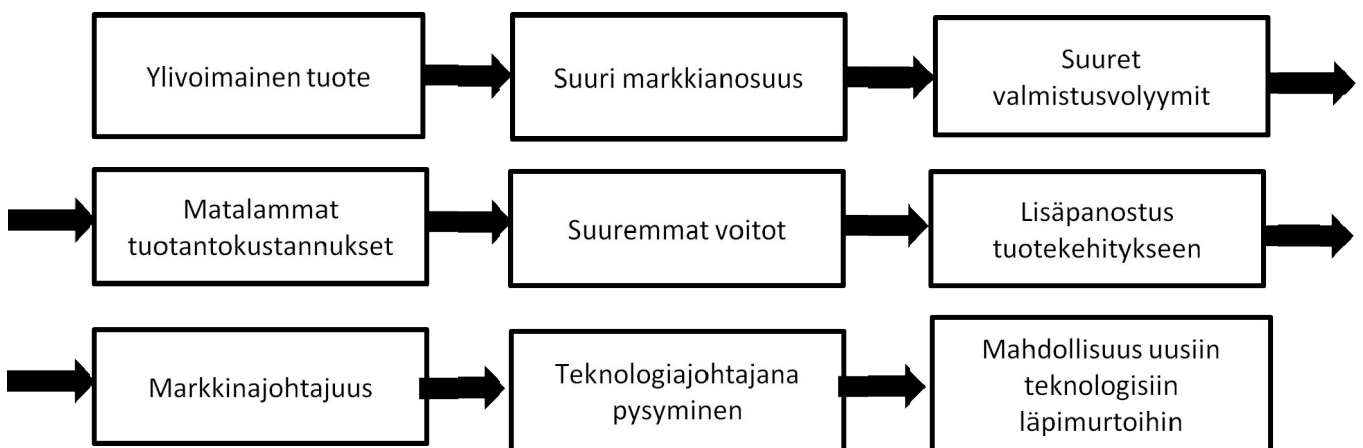 Ylivoimainen tuote
Suuri markkianosuus
Suuret
valmistusvolyymit
Matalammat
tuotantokustannukset
Suuremmat voitot
Lisäpanostus
tuotekehitykseen
Markkinajohtajuus
Teknologiajohtajana
pysyminen
Mahdollisuus uusiin
teknologisiin
läpimurtoihin